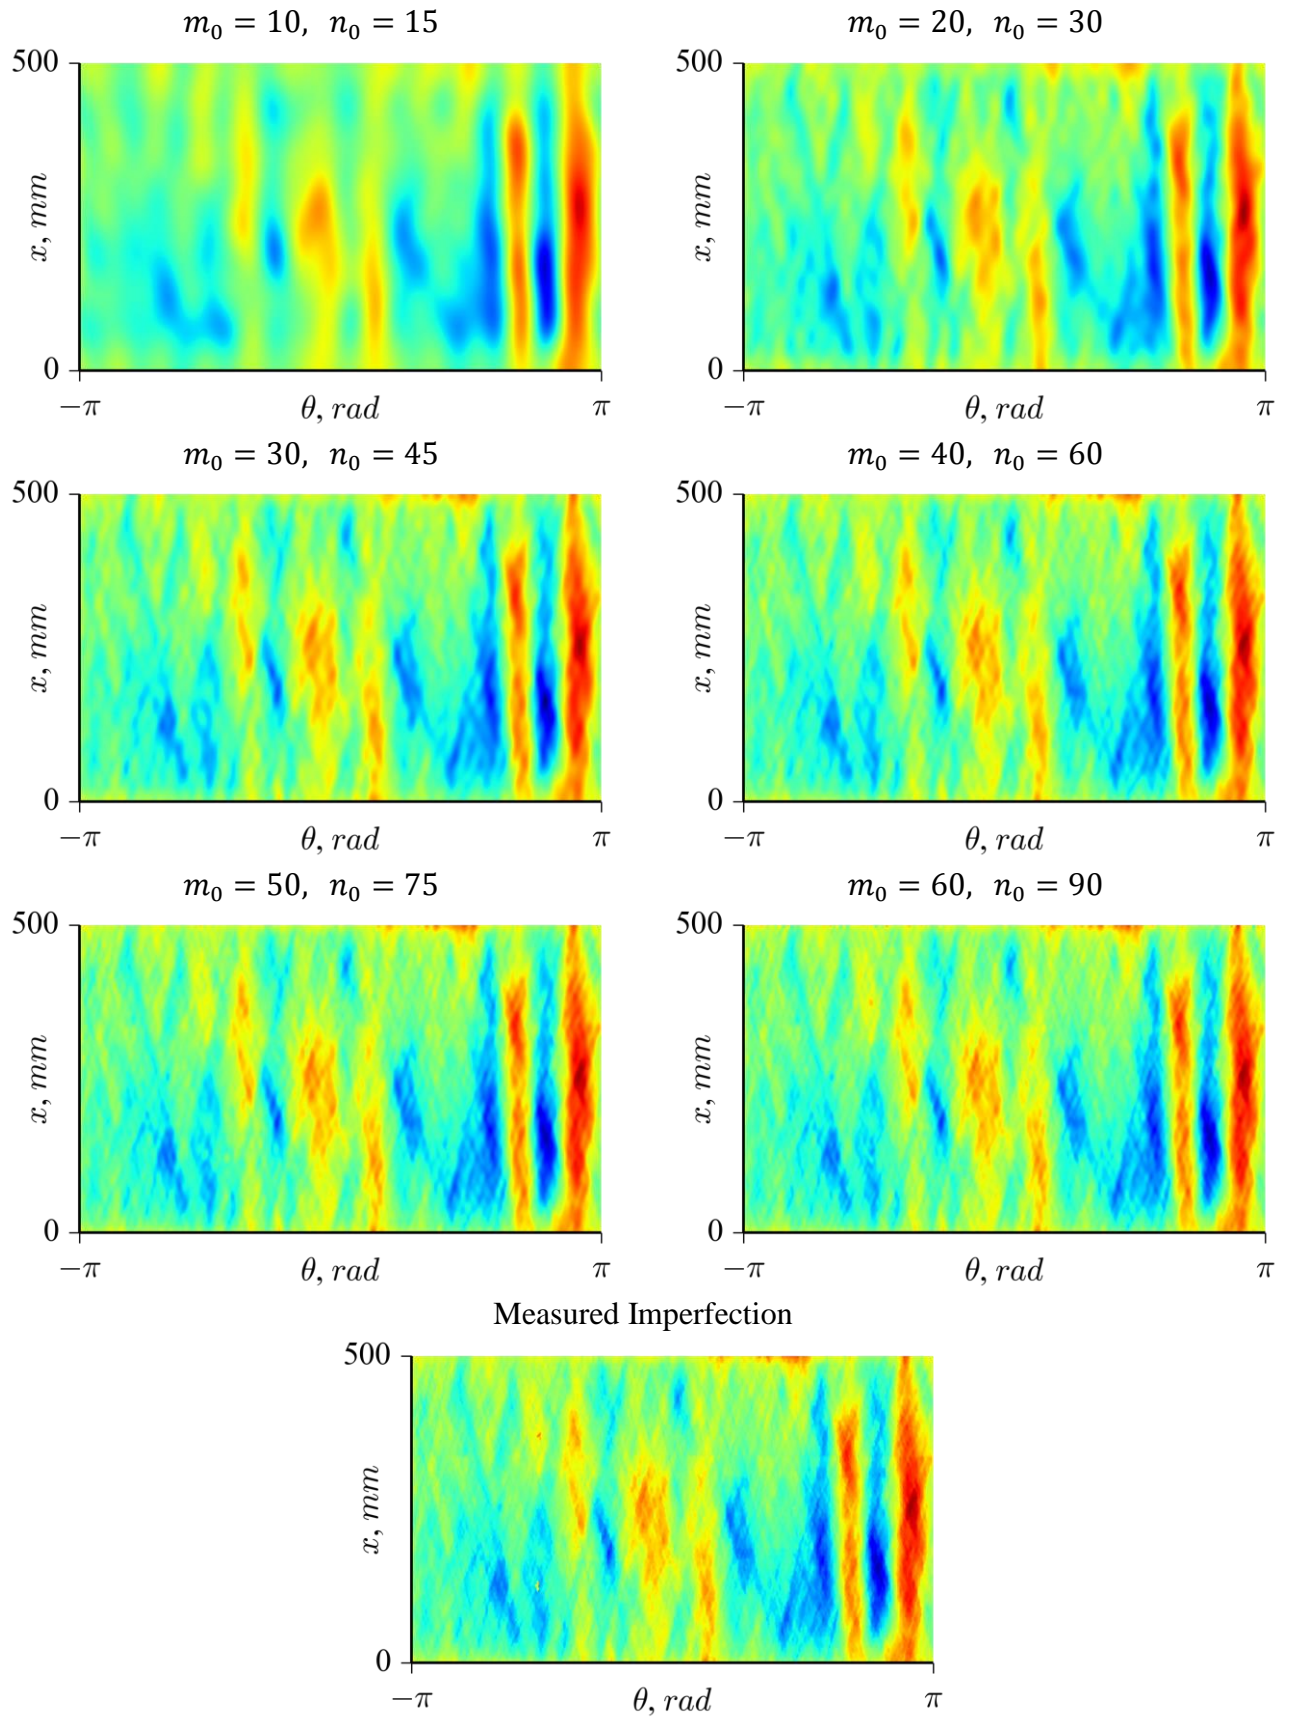 m₀ = 10, n₀ = 15
m₀ = 20, n₀ = 30
500
x, mm
0
−π
θ, rad
π
500
x, mm
0
−π
θ, rad
π
m₀ = 30, n₀ = 45
m₀ = 40, n₀ = 60
500
x, mm
0
−π
θ, rad
π
500
x, mm
0
−π
θ, rad
π
m₀ = 50, n₀ = 75
m₀ = 60, n₀ = 90
500
x, mm
0
−π
θ, rad
π
500
x, mm
0
−π
θ, rad
π
Measured Imperfection
500
x, mm
0
−π
θ, rad
π